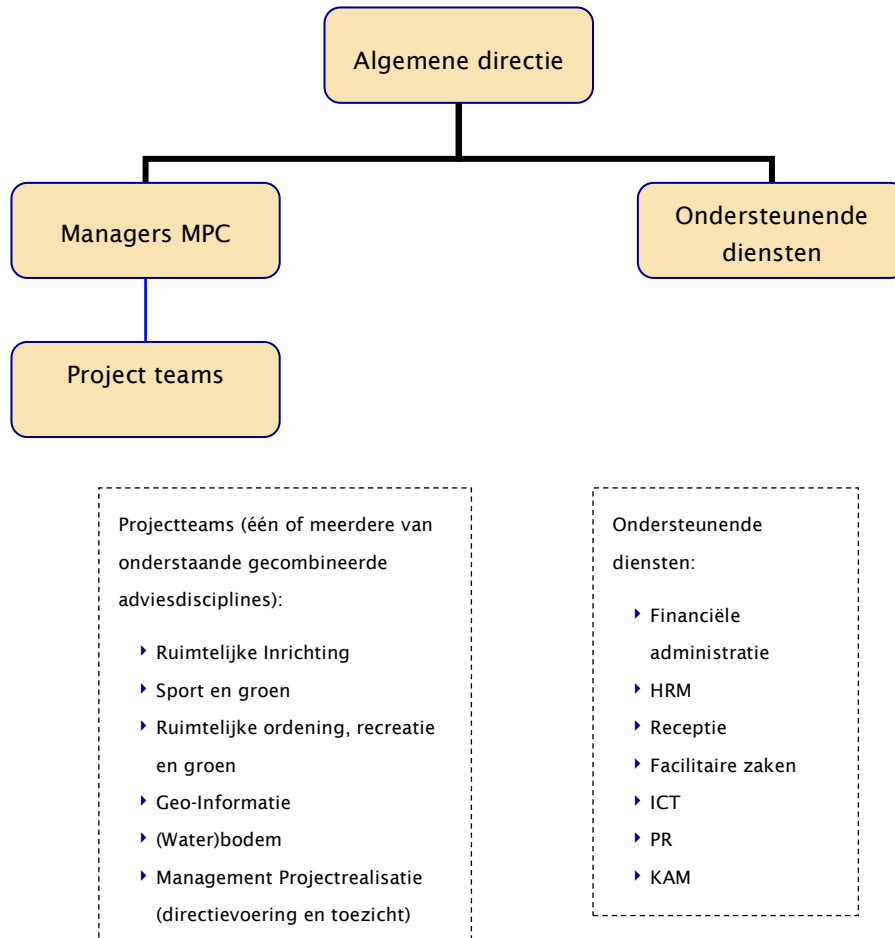 Algemene directie
Managers MPC
Ondersteunende
diensten
Project teams
Projectteams (één of meerdere van
onderstaande gecombineerde
adviesdisciplines):
Ruimtelijke Inrichting
Sport en groen
Ruimtelijke ordening, recreatie
en groen
Geo-Informatie
(Water)bodem
Management Projectrealisatie
(directievoering en toezicht)
Ondersteunende
diensten:
Financiële
administratie
HRM
Receptie
Facilitaire zaken
ICT
PR
KAM